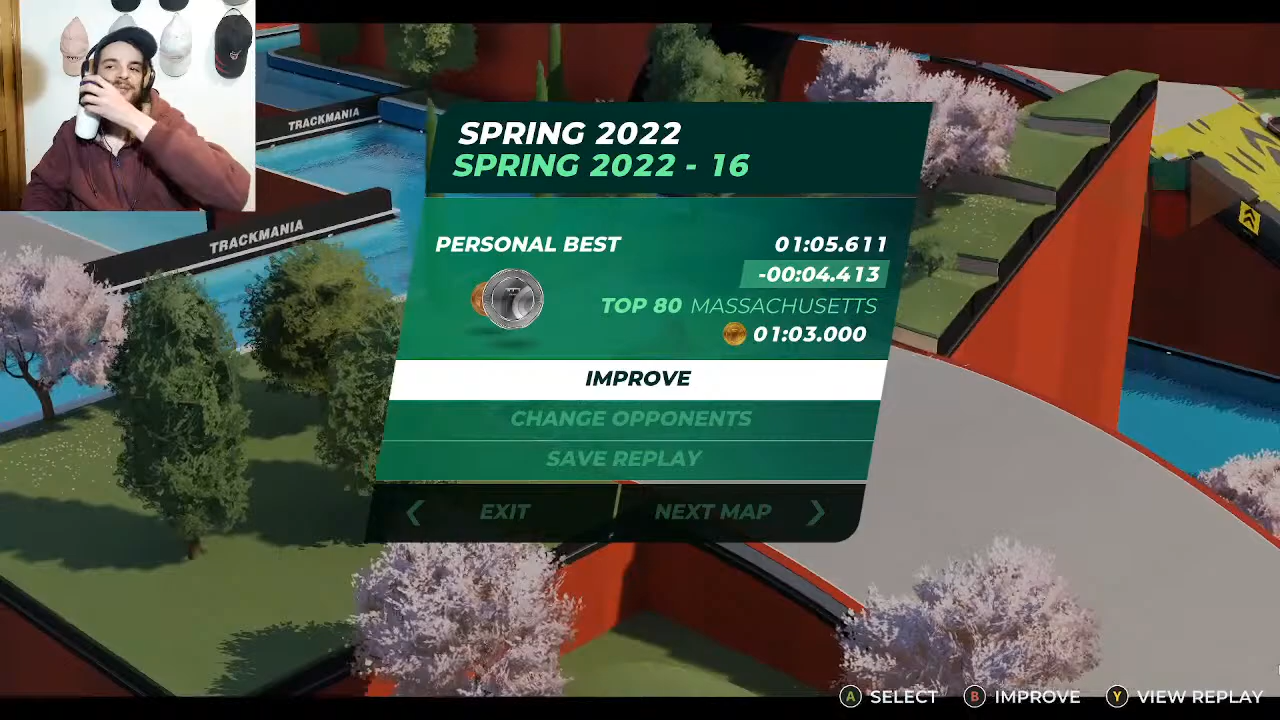 TRACKMANIA
TRACKMANIA
SPRING 2022
SPRING 2022 - 16
PERSONAL BEST 01:05.611
-00:04.413
TOP 80 MASSACHUSETTS
01:03.000
IMPROVE
CHANGE OPPONENTS
SAVE REPLAY
EXIT NEXT MAP
A SELECT B IMPROVE Y VIEW REPLAY